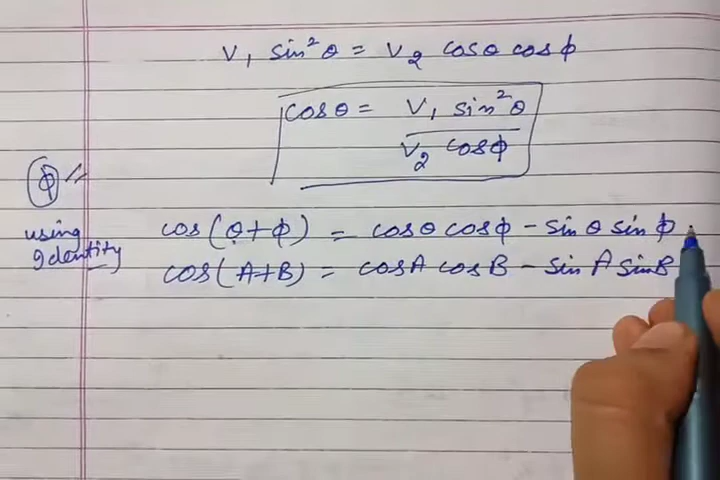 V₁ sin²θ = V₂ cosθ cosϕ
cosθ = V₁ sin²θ
V₂ cosϕ
ϕ
using
Identity
cos(θ+ϕ) = cosθ cosϕ - sinθ sinϕ
cos(A+B) = cosA cosB - sinA sinB